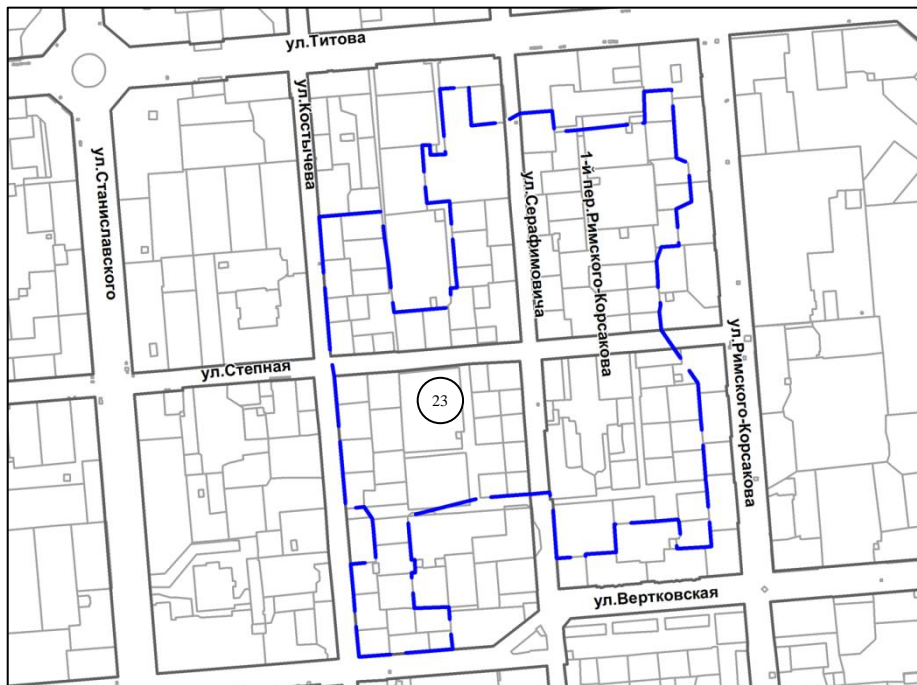 ул.Титова
ул.Костычева
ул.Станиславского
ул.Серафимовича
1-й пер.Римского-Корсакова
ул.Римского-Корсакова
ул.Степная
23
ул.Вертковская